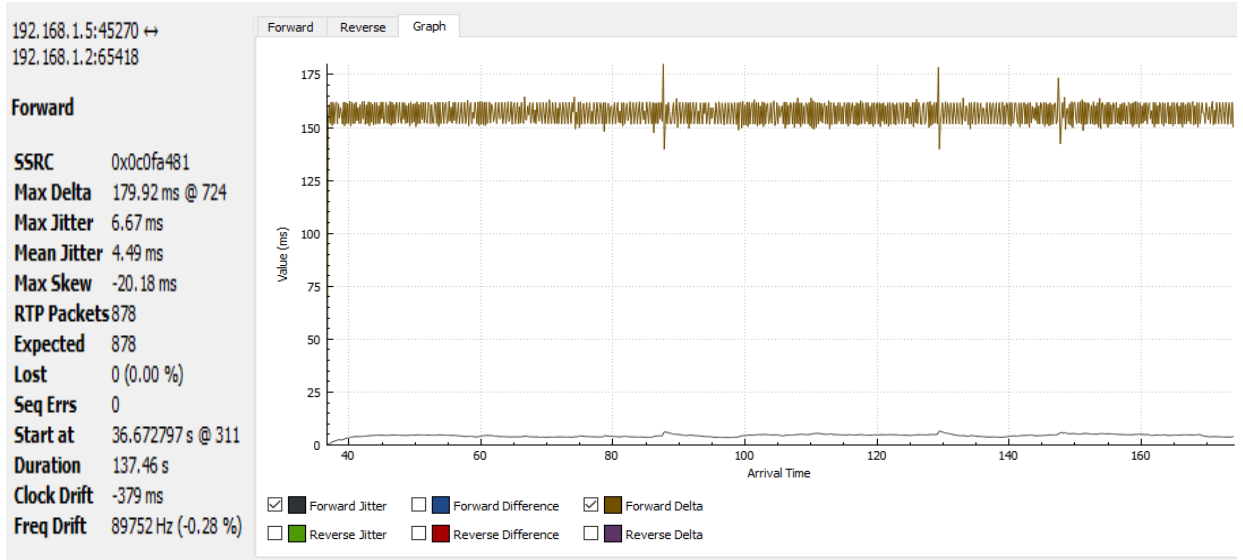 192.168.1.5:45270 ↔
192.168.1.2:65418
Forward
SSRC 0x0c0fa481
Max Delta 179.92 ms @ 724
Max Jitter 6.67 ms
Mean Jitter 4.49 ms
Max Skew -20.18 ms
RTP Packets 878
Expected 878
Lost 0 (0.00 %)
Seq Errs 0
Start at 36.672797 s @ 311
Duration 137.46 s
Clock Drift -379 ms
Freq Drift 89752 Hz (-0.28 %)
Forward Reverse Graph
175
150
125
100
75
50
25
0
Value (ms)
40 60 80 100 120 140 160
Arrival Time
Forward Jitter Forward Difference Forward Delta
Reverse Jitter Reverse Difference Reverse Delta